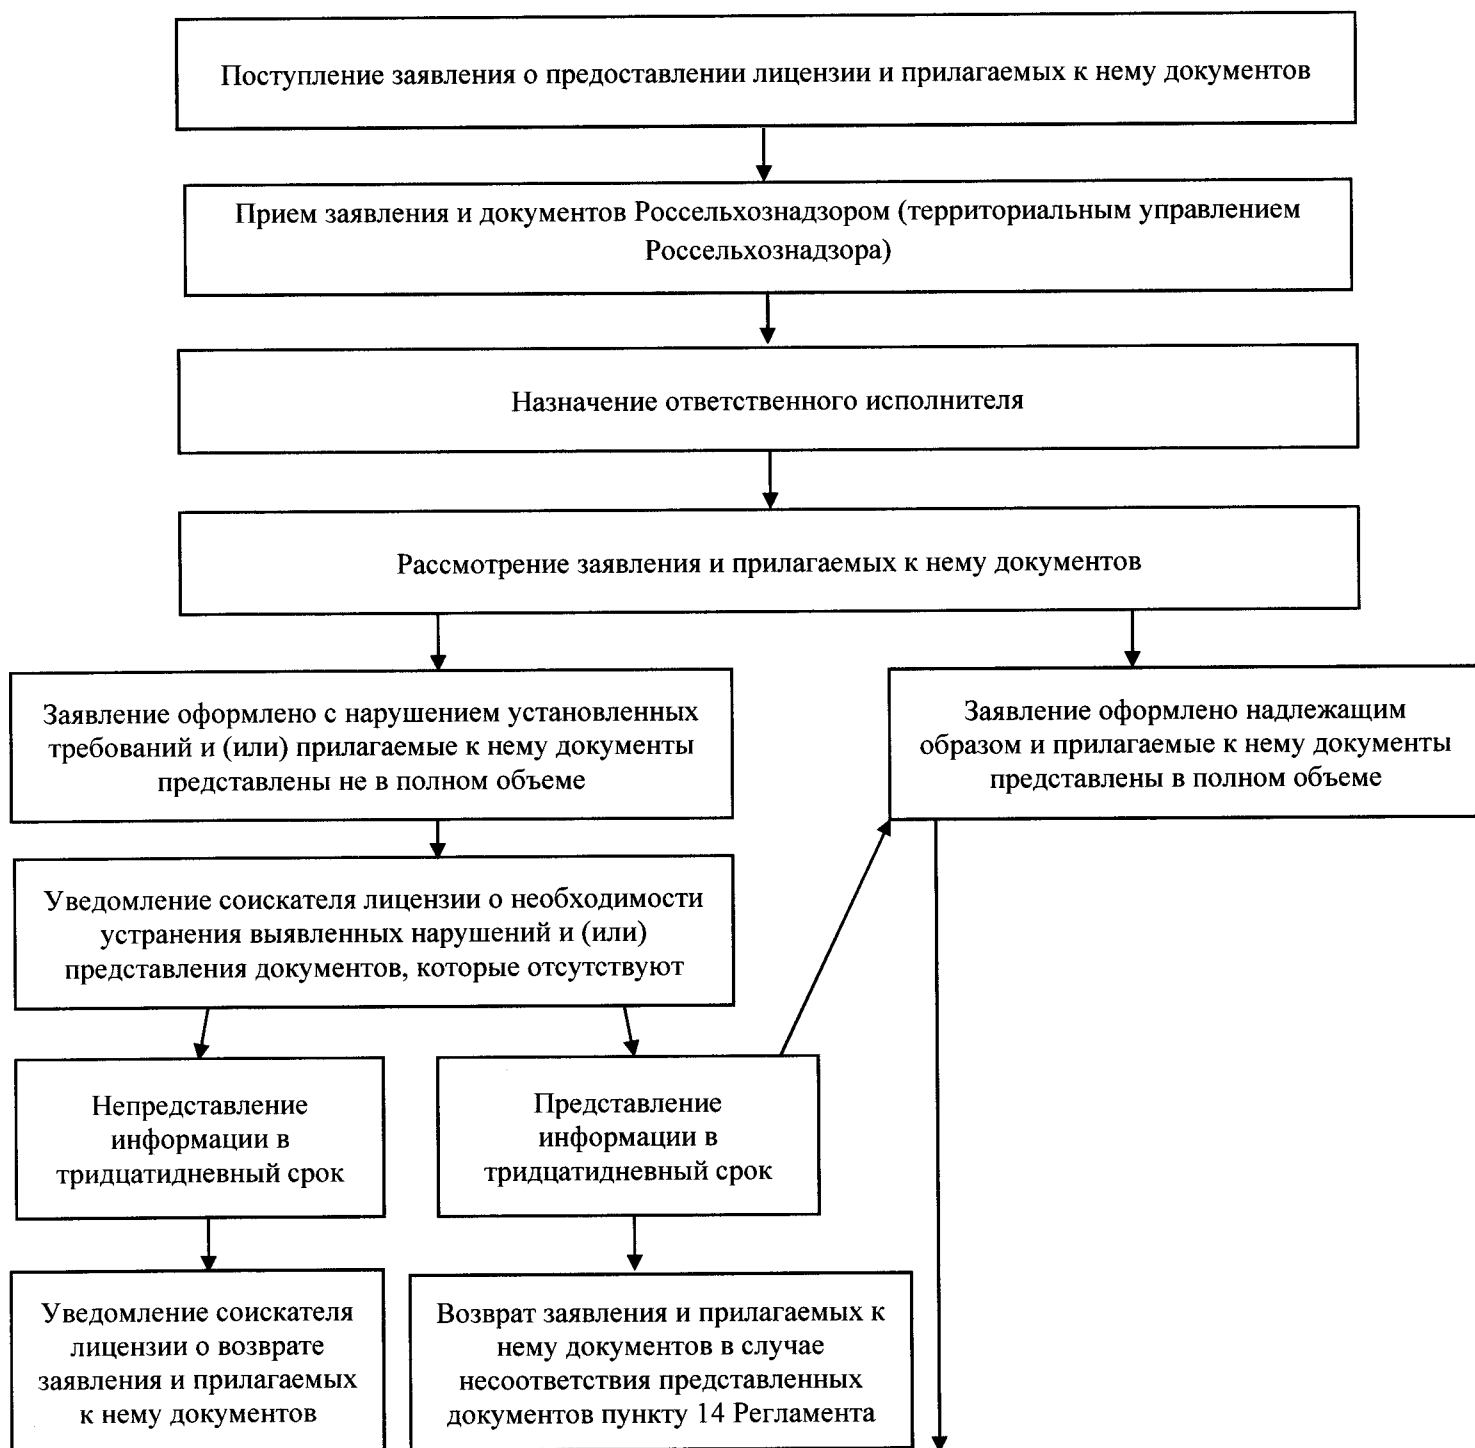 Поступление заявления о предоставлении лицензии и прилагаемых к нему документов
Прием заявления и документов Россельхознадзором (территориальным управлением
Россельхознадзора)
Назначение ответственного исполнителя
Рассмотрение заявления и прилагаемых к нему документов
Заявление оформлено с нарушением установленных
требований и (или) прилагаемые к нему документы
представлены не в полном объеме
Заявление оформлено надлежащим
образом и прилагаемые к нему документы
представлены в полном объеме
Уведомление соискателя лицензии о необходимости
устранения выявленных нарушений и (или)
представления документов, которые отсутствуют
Непредставление
информации в
тридцатидневный срок
Представление
информации в
тридцатидневный срок
Уведомление соискателя
лицензии о возврате
заявления и прилагаемых
к нему документов
Возврат заявления и прилагаемых к
нему документов в случае
несоответствия представленных
документов пункту 14 Регламента